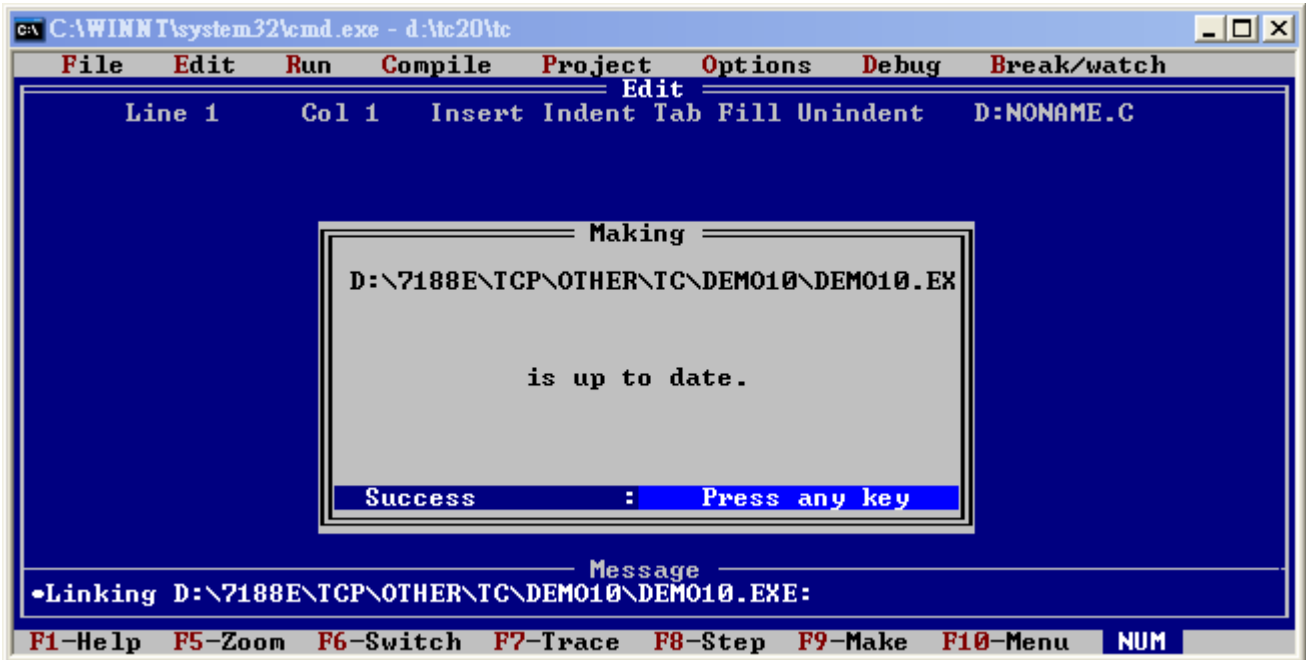 C:\WINNT\system32\cmd.exe - d:\tc20\tc
File Edit Run Compile Project Options Debug Break/watch
Edit
Line 1 Col 1 Insert Indent Tab Fill Unindent D:NONAME.C
Making
D:\7188E\TCP\OTHER\TC\DEMO10\DEMO10.EX
is up to date.
Success : Press any key
Message
•Linking D:\7188E\TCP\OTHER\TC\DEMO10\DEMO10.EXE:
F1-Help F5-Zoom F6-Switch F7-Trace F8-Step F9-Make F10-Menu NUM